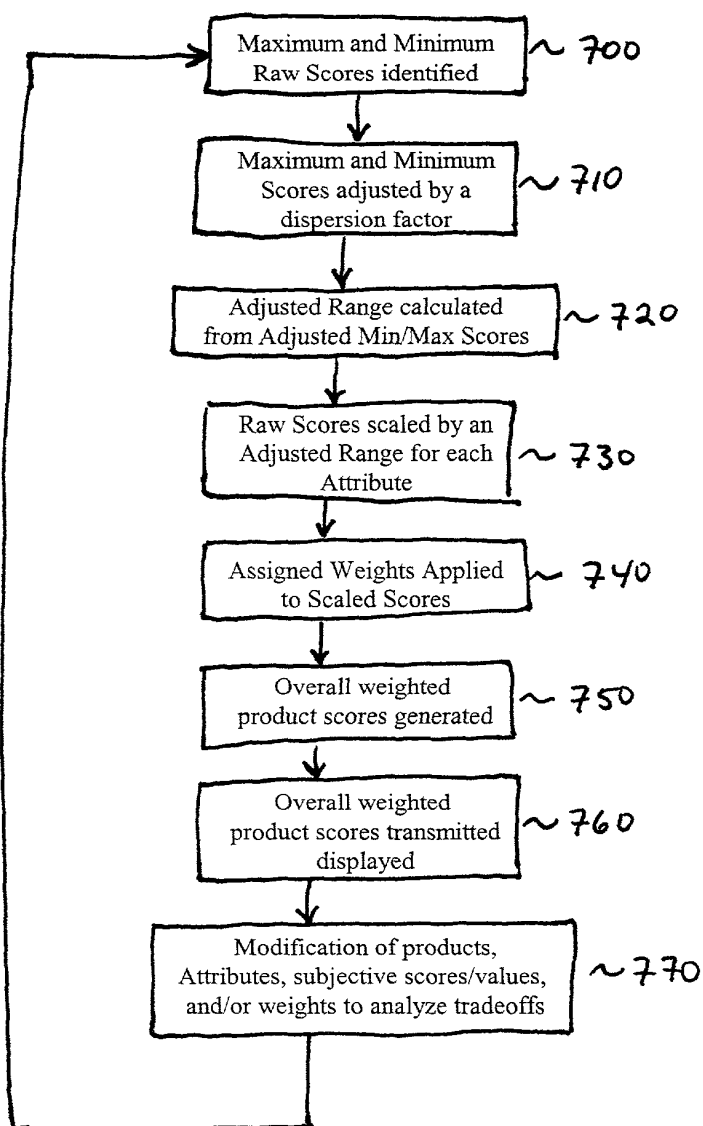 Maximum and Minimum
Raw Scores identified
~ 700
Maximum and Minimum
Scores adjusted by a
dispersion factor
~ 710
Adjusted Range calculated
from Adjusted Min/Max Scores
~ 720
Raw Scores scaled by an
Adjusted Range for each
Attribute
~ 730
Assigned Weights Applied
to Scaled Scores
~ 740
Overall weighted
product scores generated
~ 750
Overall weighted
product scores transmitted
displayed
~ 760
Modification of products,
Attributes, subjective scores/values,
and/or weights to analyze tradeoffs
~ 770